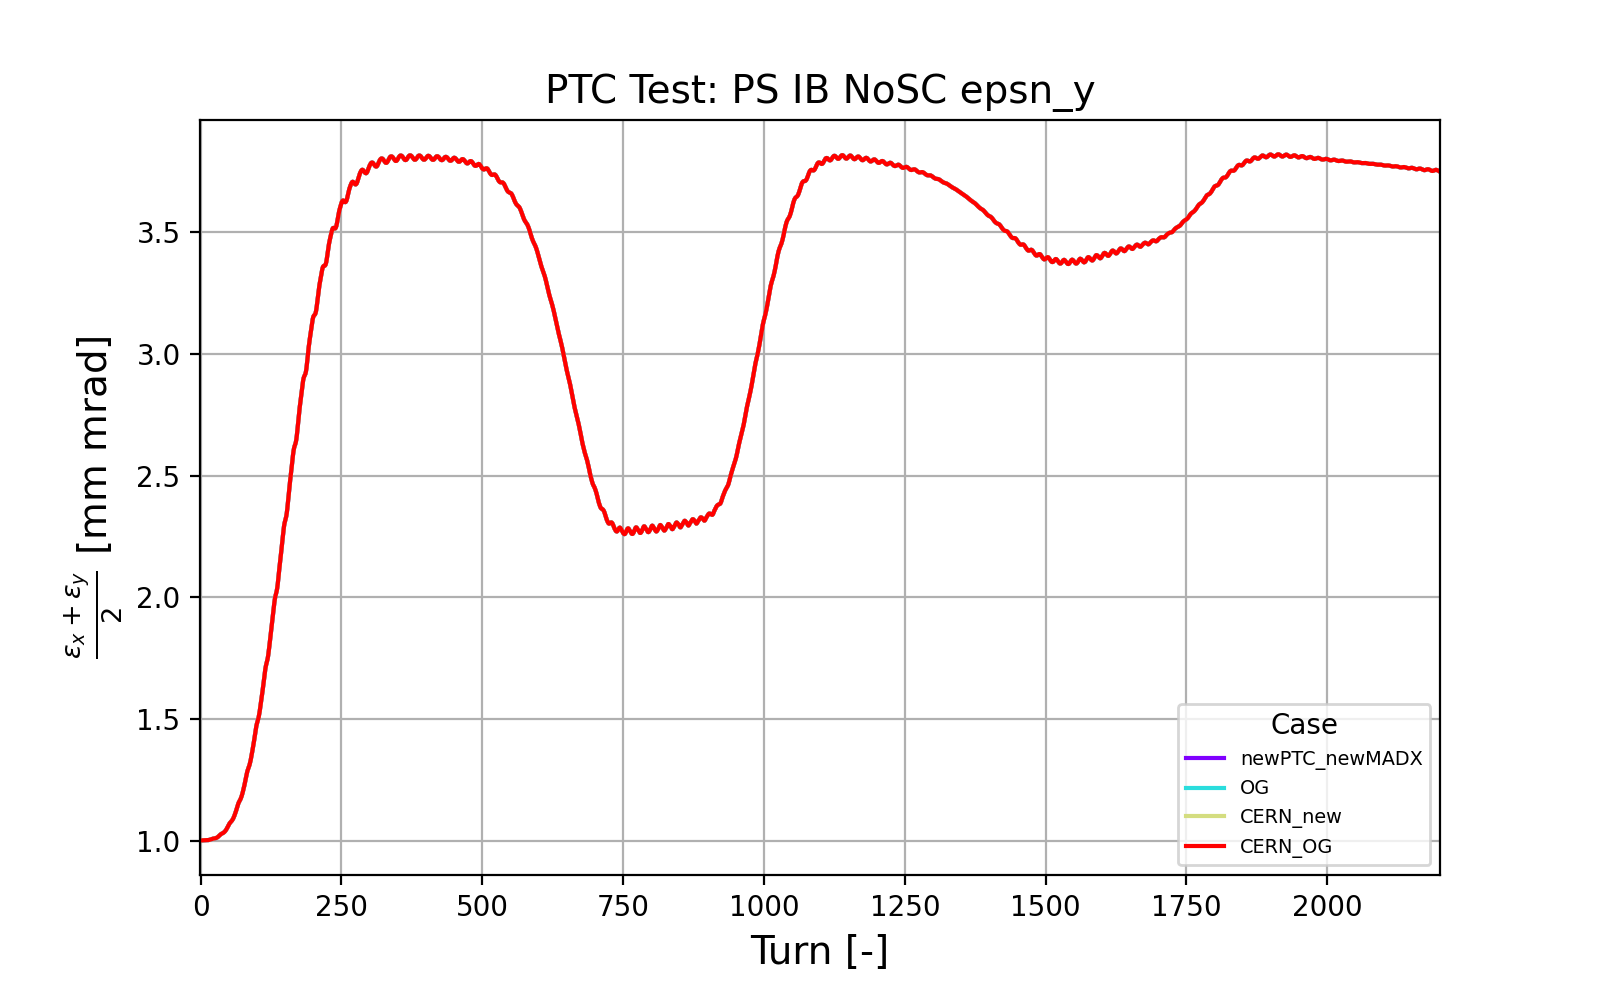 PTC Test: PS IB NoSC epsn_y
εx + εy / 2 [mm mrad]
3.5
3.0
2.5
2.0
1.5
1.0
Case
newPTC_newMADX
OG
CERN_new
CERN_OG
0 250 500 750 1000 1250 1500 1750 2000
Turn [-]